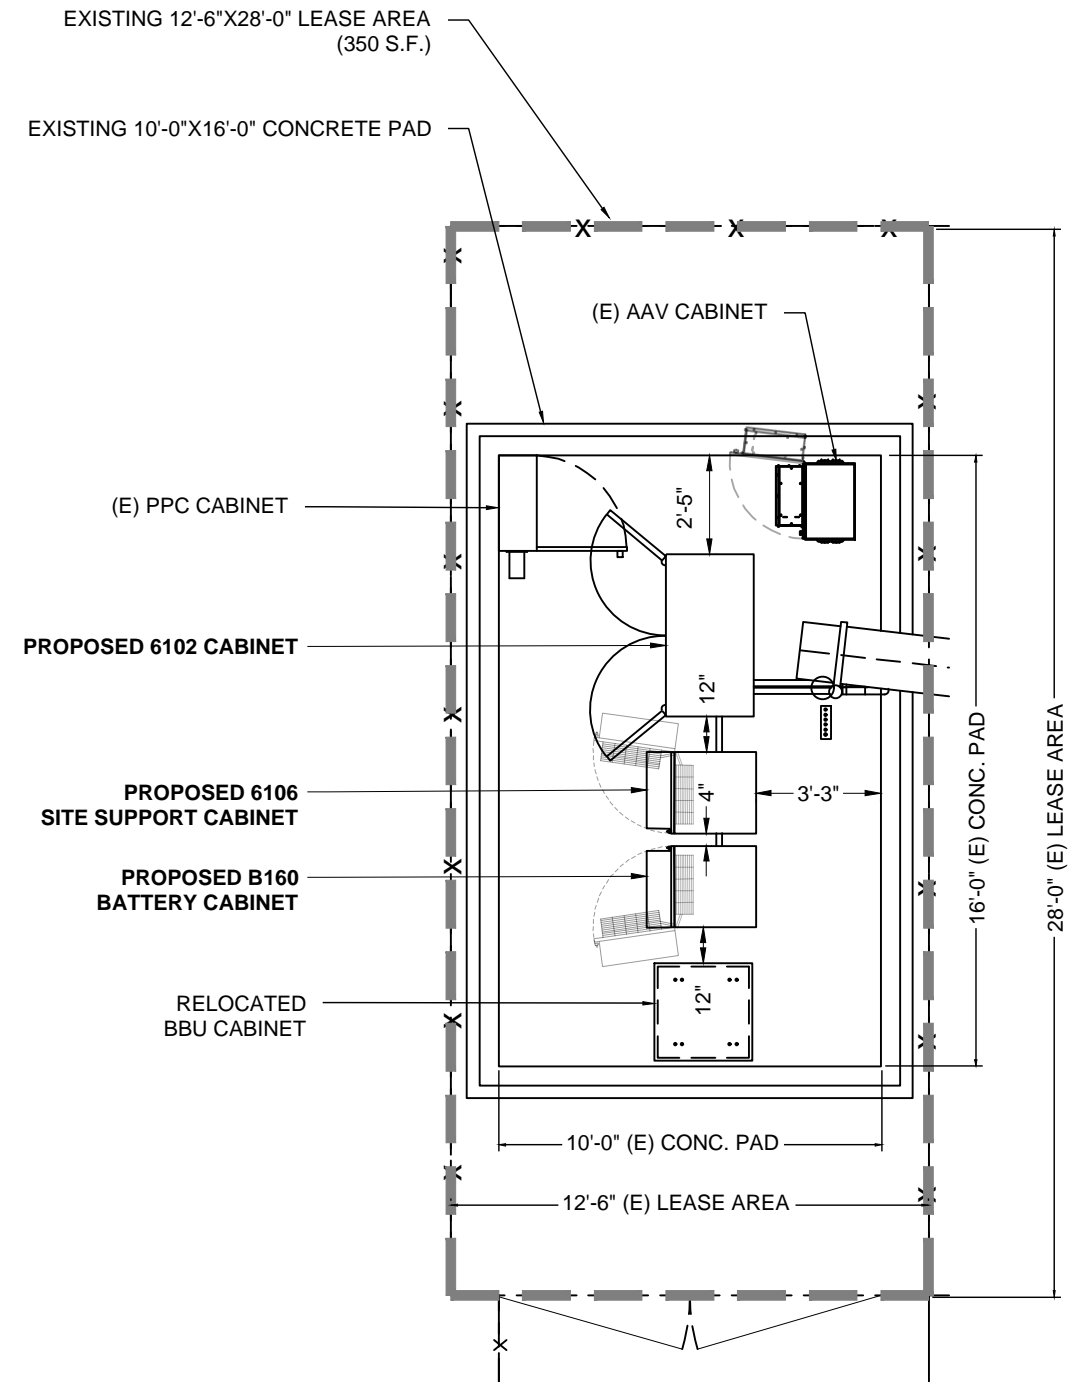 EXISTING 12'-6"X28'-0" LEASE AREA
(350 S.F.)
EXISTING 10'-0"X16'-0" CONCRETE PAD
(E) AAV CABINET
(E) PPC CABINET
2'-5"
PROPOSED 6102 CABINET
12"
PROPOSED 6106
SITE SUPPORT CABINET
4"
3'-3"
16'-0" (E) CONC. PAD
28'-0" (E) LEASE AREA
PROPOSED B160
BATTERY CABINET
RELOCATED
BBU CABINET
12"
10'-0" (E) CONC. PAD
12'-6" (E) LEASE AREA